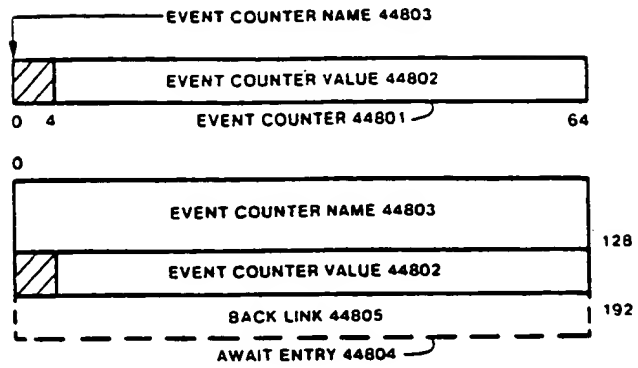 EVENT COUNTER NAME 44803
EVENT COUNTER VALUE 44802
0 4 EVENT COUNTER 44801 64
0
EVENT COUNTER NAME 44803
128
EVENT COUNTER VALUE 44802
192
BACK LINK 44805
AWAIT ENTRY 44804